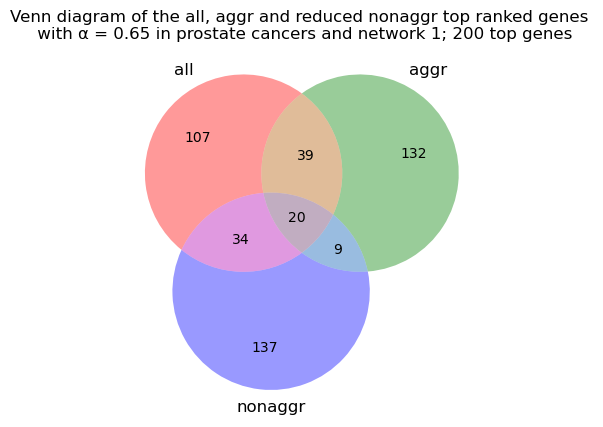 Venn diagram of the all, aggr and reduced nonaggr top ranked genes
with α = 0.65 in prostate cancers and network 1; 200 top genes
all
aggr
107
39
132
20
34
9
137
nonaggr